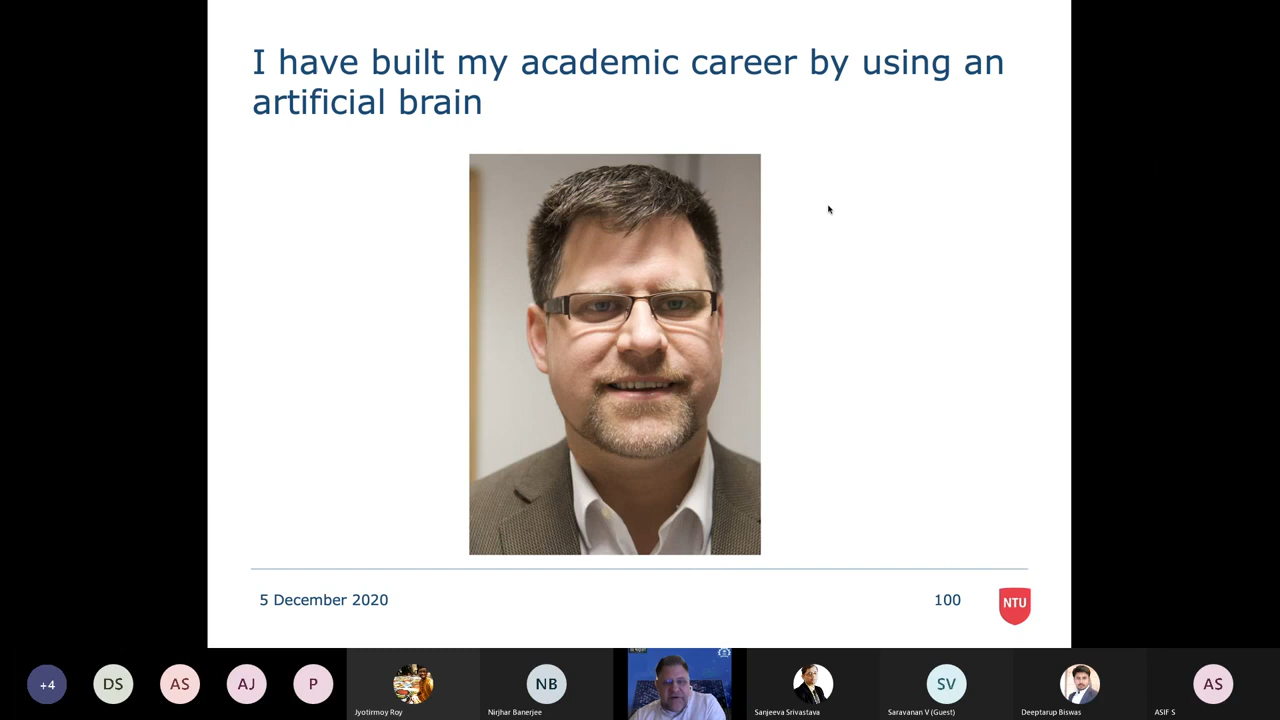 I have built my academic career by using an
artificial brain
5 December 2020
100
NTU
+4
DS
AS
AJ
P
Jyotirmoy Roy
NB
Nirjhar Banerjee
Sanjeeva Srivastava
SV
Saravanan V (Guest)
Deeptarup Biswas
AS
ASIF S